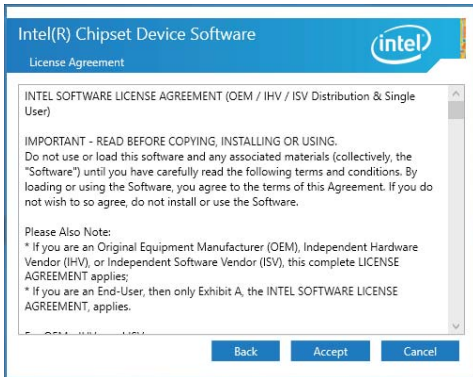 Intel(R) Chipset Device Software
intel
License Agreement
INTEL SOFTWARE LICENSE AGREEMENT (OEM / IHV / ISV Distribution & Single
User)
IMPORTANT - READ BEFORE COPYING, INSTALLING OR USING.
Do not use or load this software and any associated materials (collectively, the
"Software") until you have carefully read the following terms and conditions. By
loading or using the Software, you agree to the terms of this Agreement. If you do
not wish to so agree, do not install or use the Software.
Please Also Note:
* If you are an Original Equipment Manufacturer (OEM), Independent Hardware
Vendor (IHV), or Independent Software Vendor (ISV), this complete LICENSE
AGREEMENT applies;
* If you are an End-User, then only Exhibit A, the INTEL SOFTWARE LICENSE
AGREEMENT, applies.
Back Accept Cancel